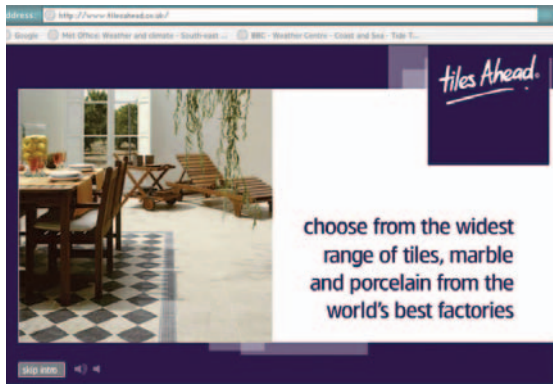 address: http://www.tilesahead.co.uk/
Google Met Office: Weather and climate - South-east ... BBC - Weather Centre - Coast and Sea - Tide T...
tiles Ahead
choose from the widest
range of tiles, marble
and porcelain from the
world's best factories
skip intro